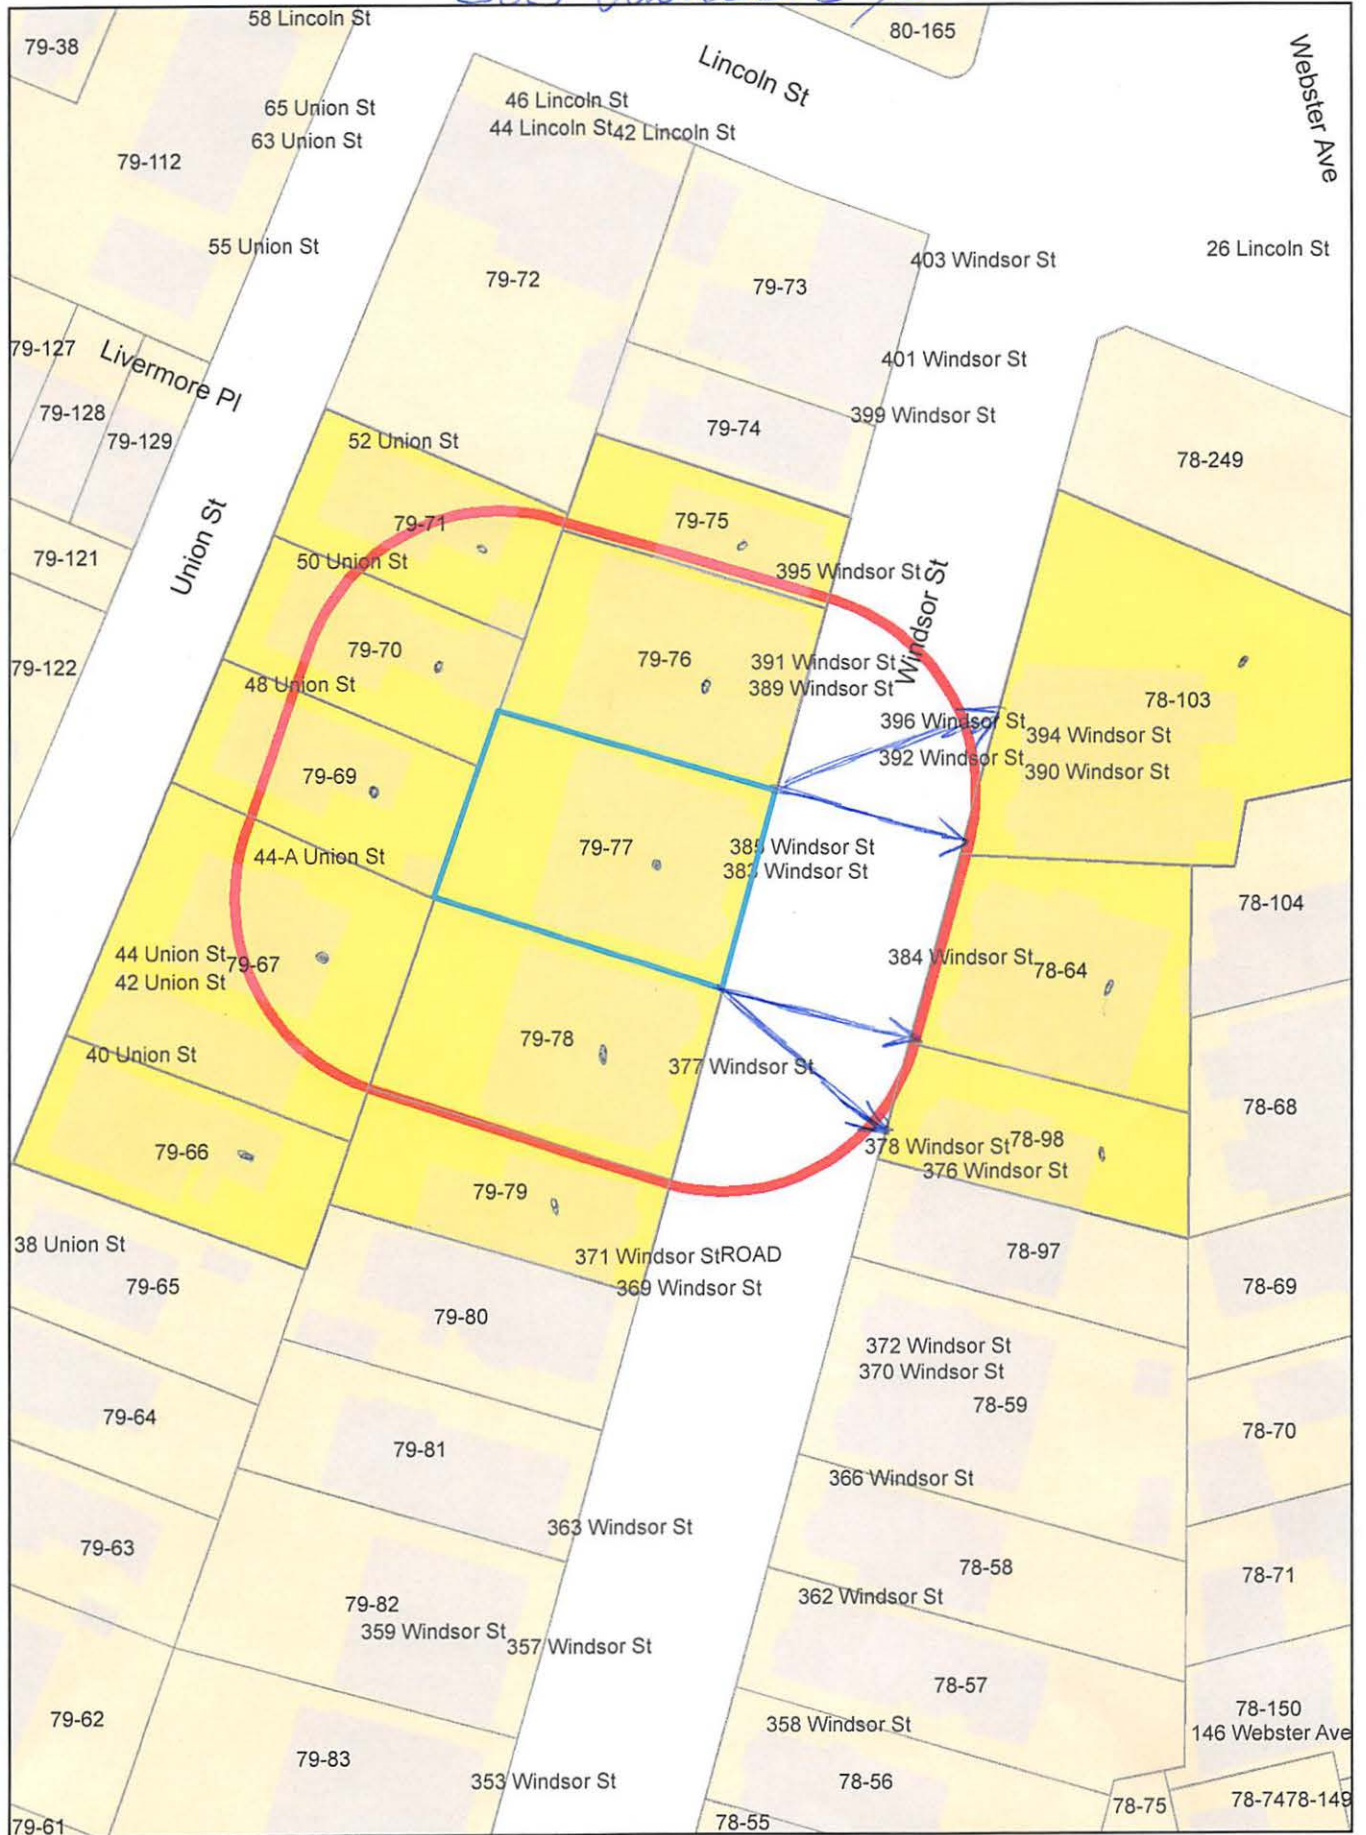 58 Lincoln St
79-38
80-165
Lincoln St
Webster Ave
46 Lincoln St
65 Union St
44 Lincoln St
42 Lincoln St
63 Union St
79-112
55 Union St
26 Lincoln St
403 Windsor St
79-72
79-73
79-127
Livermore Pl
401 Windsor St
79-128
399 Windsor St
79-74
79-129
52 Union St
78-249
79-71
79-75
Union St
79-121
50 Union St
395 Windsor St
Windsor St
79-70
79-76
391 Windsor St
79-122
48 Union St
389 Windsor St
78-103
396 Windsor St
394 Windsor St
392 Windsor St
390 Windsor St
79-69
79-77
385 Windsor St
44-A Union St
383 Windsor St
78-104
44 Union St
79-67
384 Windsor St
78-64
42 Union St
79-78
40 Union St
377 Windsor St
78-68
378 Windsor St
78-98
79-66
376 Windsor St
79-79
38 Union St
371 Windsor St
ROAD
78-97
79-65
369 Windsor St
78-69
79-80
372 Windsor St
370 Windsor St
79-64
78-59
78-70
79-81
366 Windsor St
363 Windsor St
79-63
78-58
78-71
362 Windsor St
79-82
359 Windsor St
357 Windsor St
78-57
79-62
358 Windsor St
78-150
146 Webster Ave
79-83
353 Windsor St
78-56
78-75
78-74
78-149
79-61
78-55